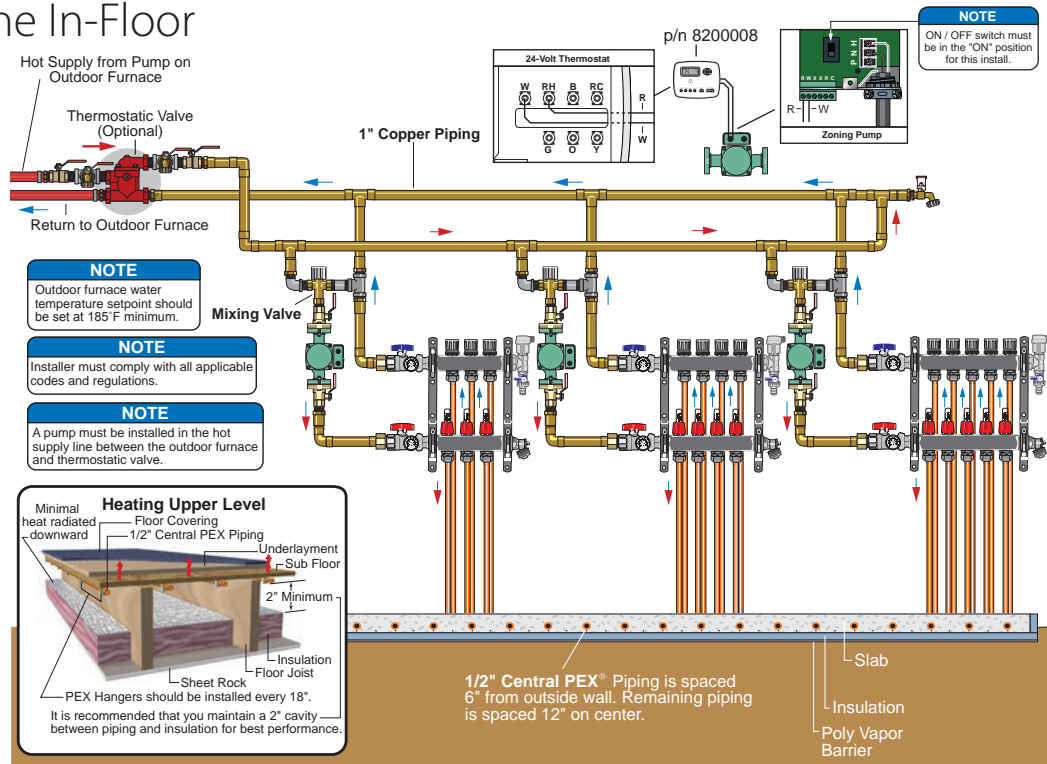 ne In-Floor
Hot Supply from Pump on
Outdoor Furnace
Thermostatic Valve
(Optional)
Return to Outdoor Furnace
1" Copper Piping
24-Volt Thermostat
W RH B RC
G O Y
R
W
p/n 8200008
R W X X R C
P N H
R W
Zoning Pump
NOTE
ON / OFF switch must
be in the "ON" position
for this install.
NOTE
Outdoor furnace water
temperature setpoint should
be set at 185°F minimum.
Mixing Valve
NOTE
Installer must comply with all applicable
codes and regulations.
NOTE
A pump must be installed in the hot
supply line between the outdoor furnace
and thermostatic valve.
Heating Upper Level
Minimal
heat radiated
downward
Floor Covering
1/2" Central PEX Piping
Underlayment
Sub Floor
2" Minimum
Insulation
Floor Joist
Sheet Rock
PEX Hangers should be installed every 18".
It is recommended that you maintain a 2" cavity
between piping and insulation for best performance.
1/2" Central PEX® Piping is spaced
6" from outside wall. Remaining piping
is spaced 12" on center.
Slab
Insulation
Poly Vapor
Barrier